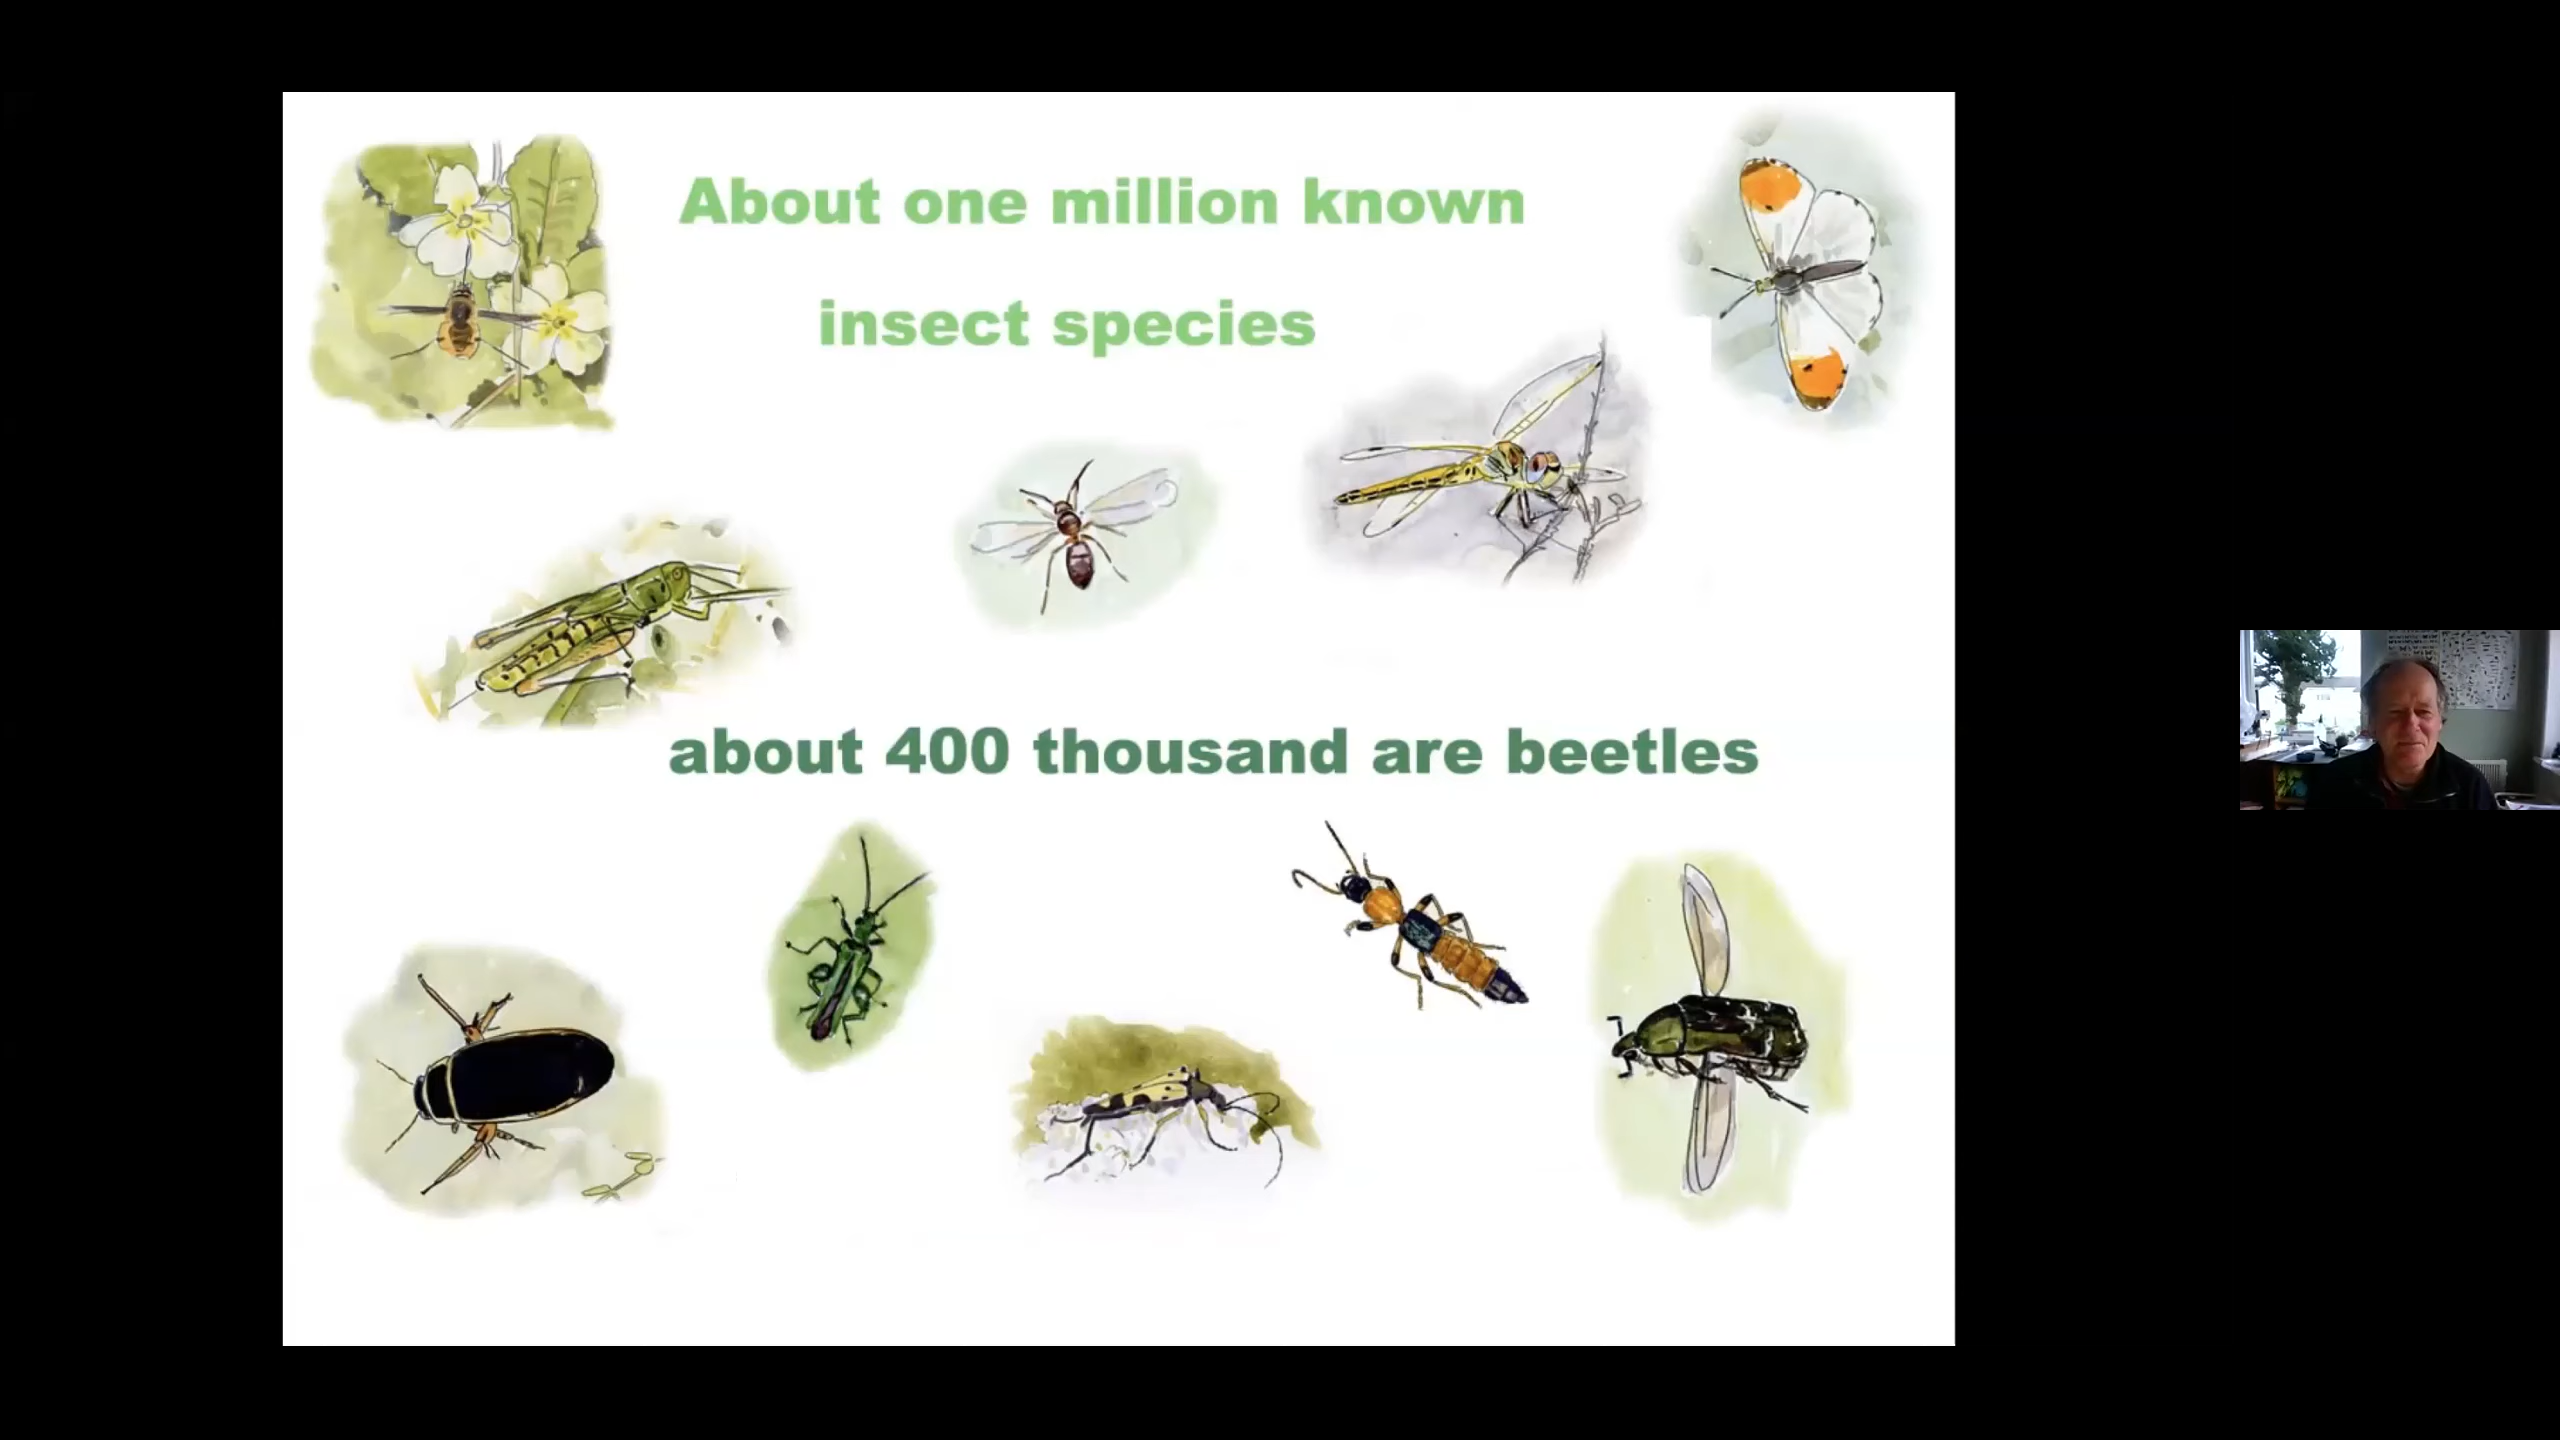 About one million known
insect species
about 400 thousand are beetles